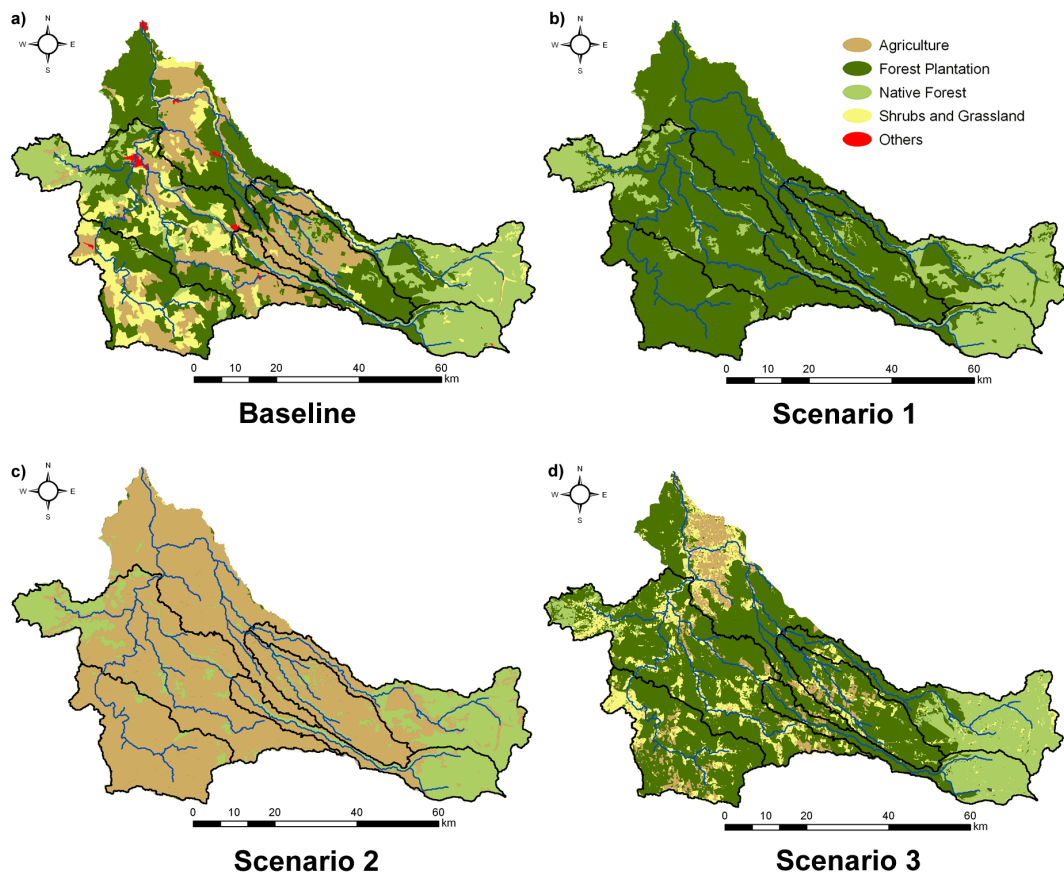 a)
N
W E
S
0 10 20 40 60
km
Baseline
b)
N
W E
S
Agriculture
Forest Plantation
Native Forest
Shrubs and Grassland
Others
0 10 20 40 60
km
Scenario 1
c)
N
W E
S
0 10 20 40 60
km
Scenario 2
d)
N
W E
S
0 10 20 40 60
km
Scenario 3